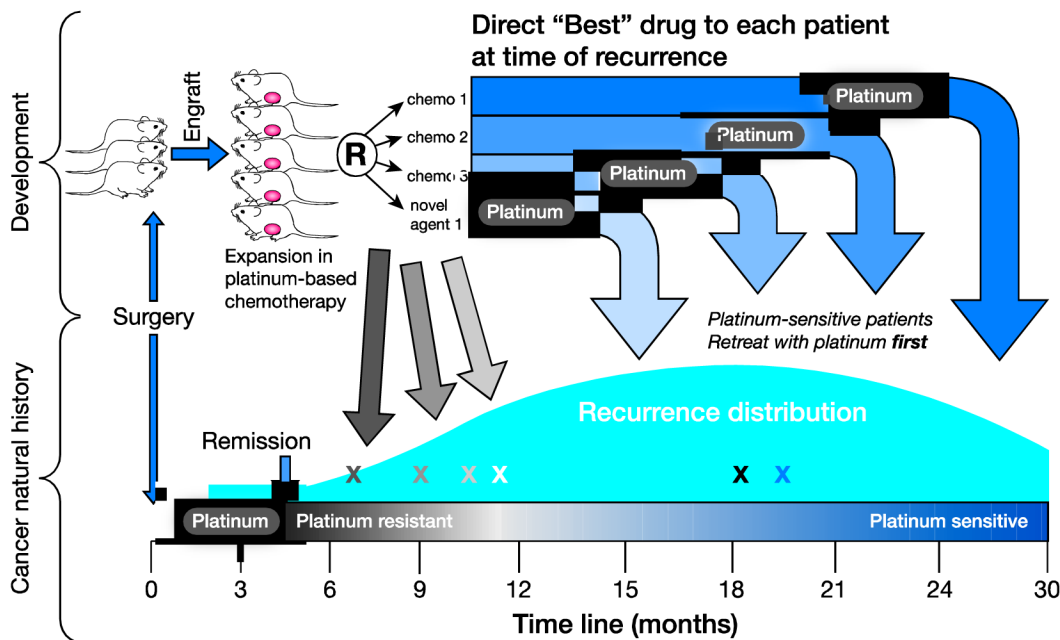 Direct “Best” drug to each patient
at time of recurrence
Development
Engraft
R
chemo 1
chemo 2
chemo 3
novel
agent 1
Platinum
Platinum
Platinum
Platinum
Expansion in
platinum-based
chemotherapy
Surgery
Platinum-sensitive patients
Retreat with platinum first
Cancer natural history
Remission
Recurrence distribution
X X X X X X
Platinum
Platinum resistant
Platinum sensitive
0 3 6 9 12 15 18 21 24 30
Time line (months)